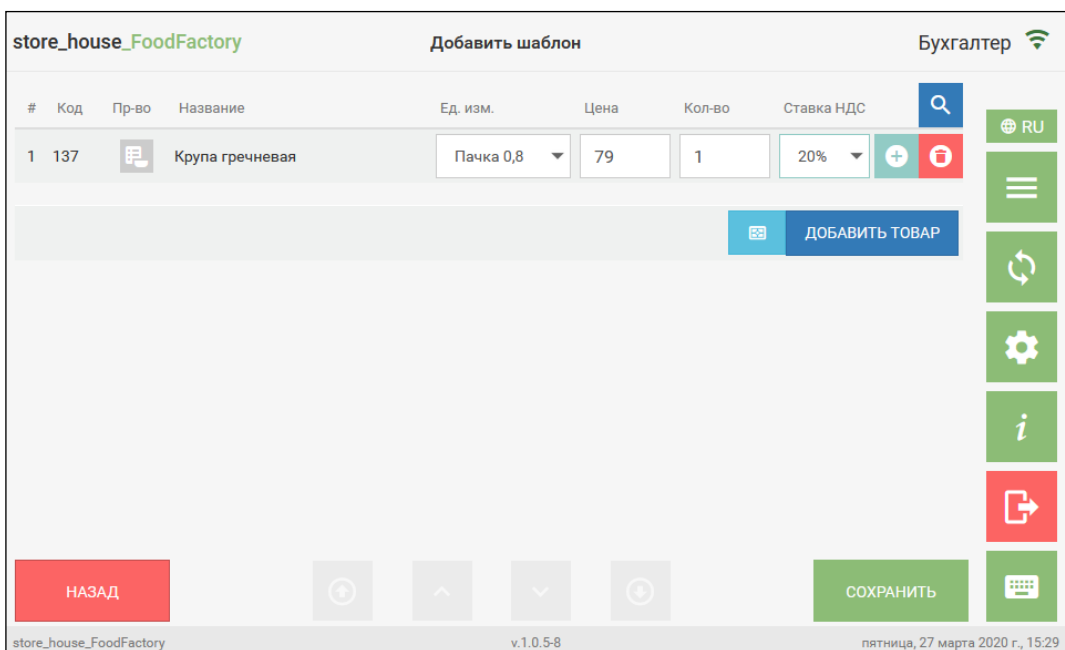 store_house_FoodFactory Добавить шаблон Бухгалтер
# Код Пр-во Название Ед. изм. Цена Кол-во Ставка НДС
RU
1 137 Крупа гречневая Пачка 0,8 79 1 20%
ДОБАВИТЬ ТОВАР
i
НАЗАД СОХРАНИТЬ
store_house_FoodFactory v.1.0.5-8 пятница, 27 марта 2020 г., 15:29